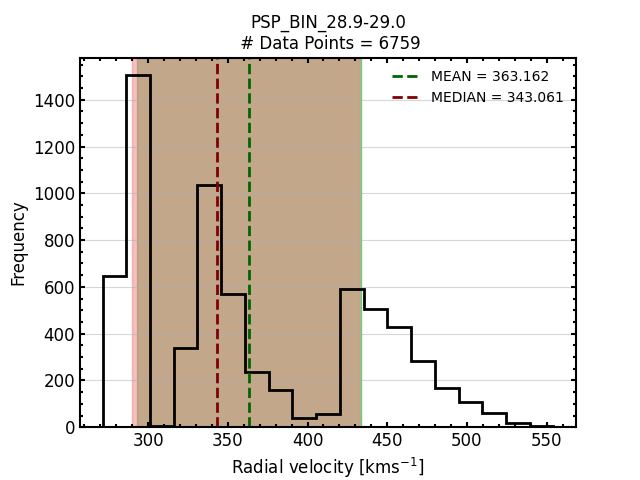 PSP_BIN_28.9-29.0
# Data Points = 6759
MEAN = 363.162
MEDIAN = 343.061
1400
1200
1000
800
600
400
200
0
Frequency
300 350 400 450 500 550
Radial velocity [kms⁻¹]